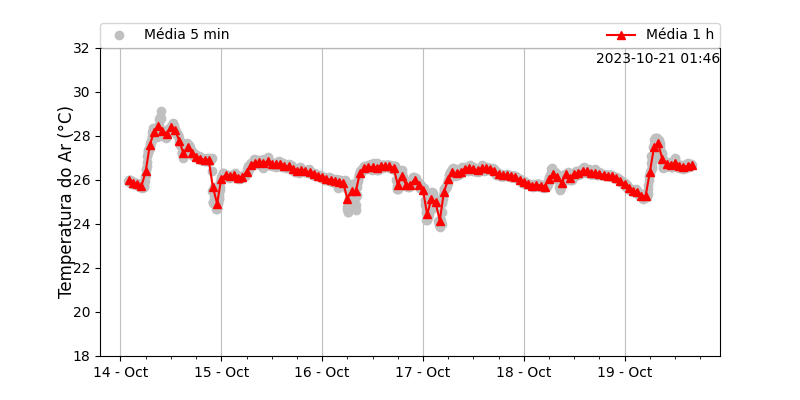 Média 5 min
Média 1 h
2023-10-21 01:46
Temperatura do Ar (°C)
32
30
28
26
24
22
20
18
14 - Oct
15 - Oct
16 - Oct
17 - Oct
18 - Oct
19 - Oct